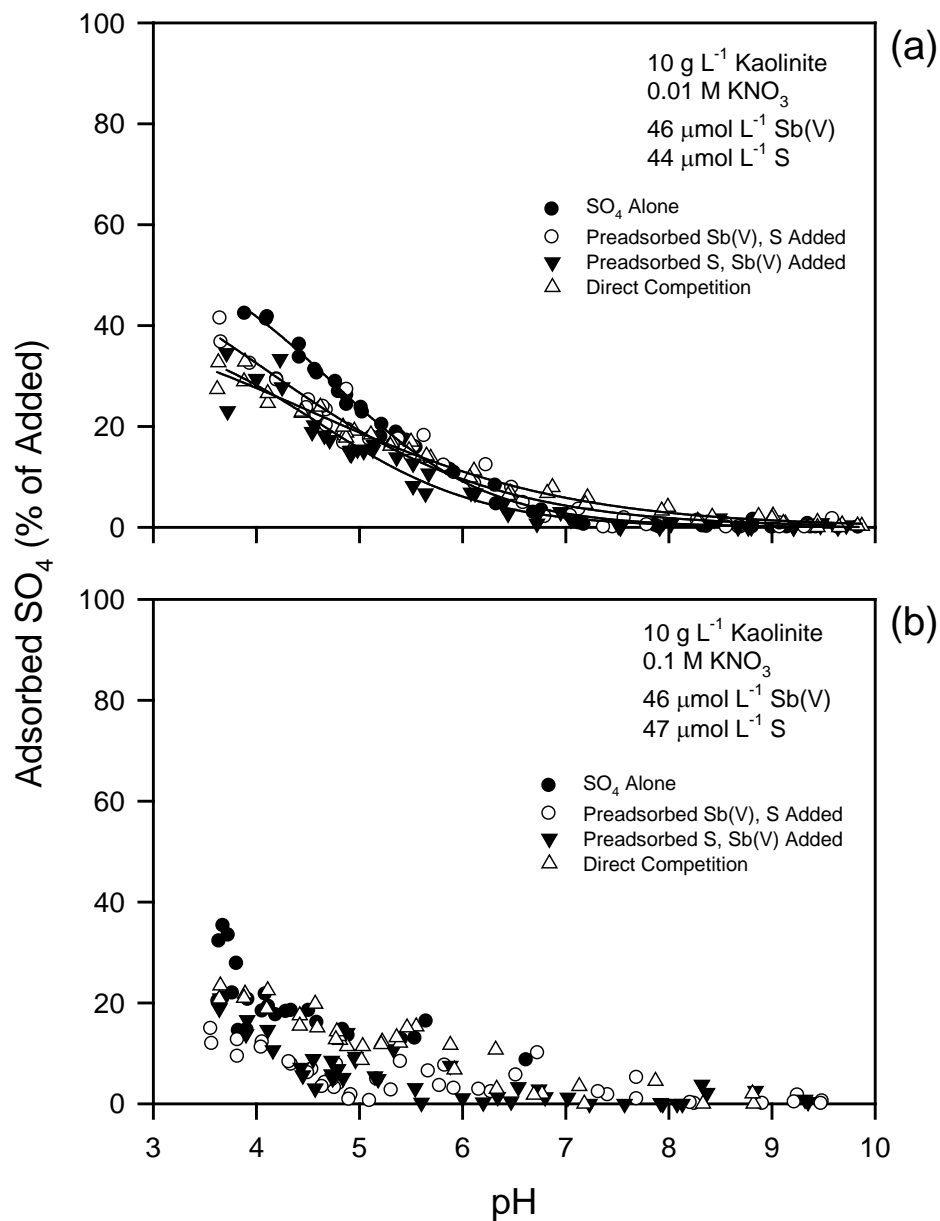 (a)
10 g L⁻¹ Kaolinite
0.01 M KNO₃
46 μmol L⁻¹ Sb(V)
44 μmol L⁻¹ S
SO₄ Alone
Preadsorbed Sb(V), S Added
Preadsorbed S, Sb(V) Added
Direct Competition
100
80
60
40
20
0
Adsorbed SO₄ (% of Added)
(b)
10 g L⁻¹ Kaolinite
0.1 M KNO₃
46 μmol L⁻¹ Sb(V)
47 μmol L⁻¹ S
SO₄ Alone
Preadsorbed Sb(V), S Added
Preadsorbed S, Sb(V) Added
Direct Competition
100
80
60
40
20
0
3 4 5 6 7 8 9 10
pH